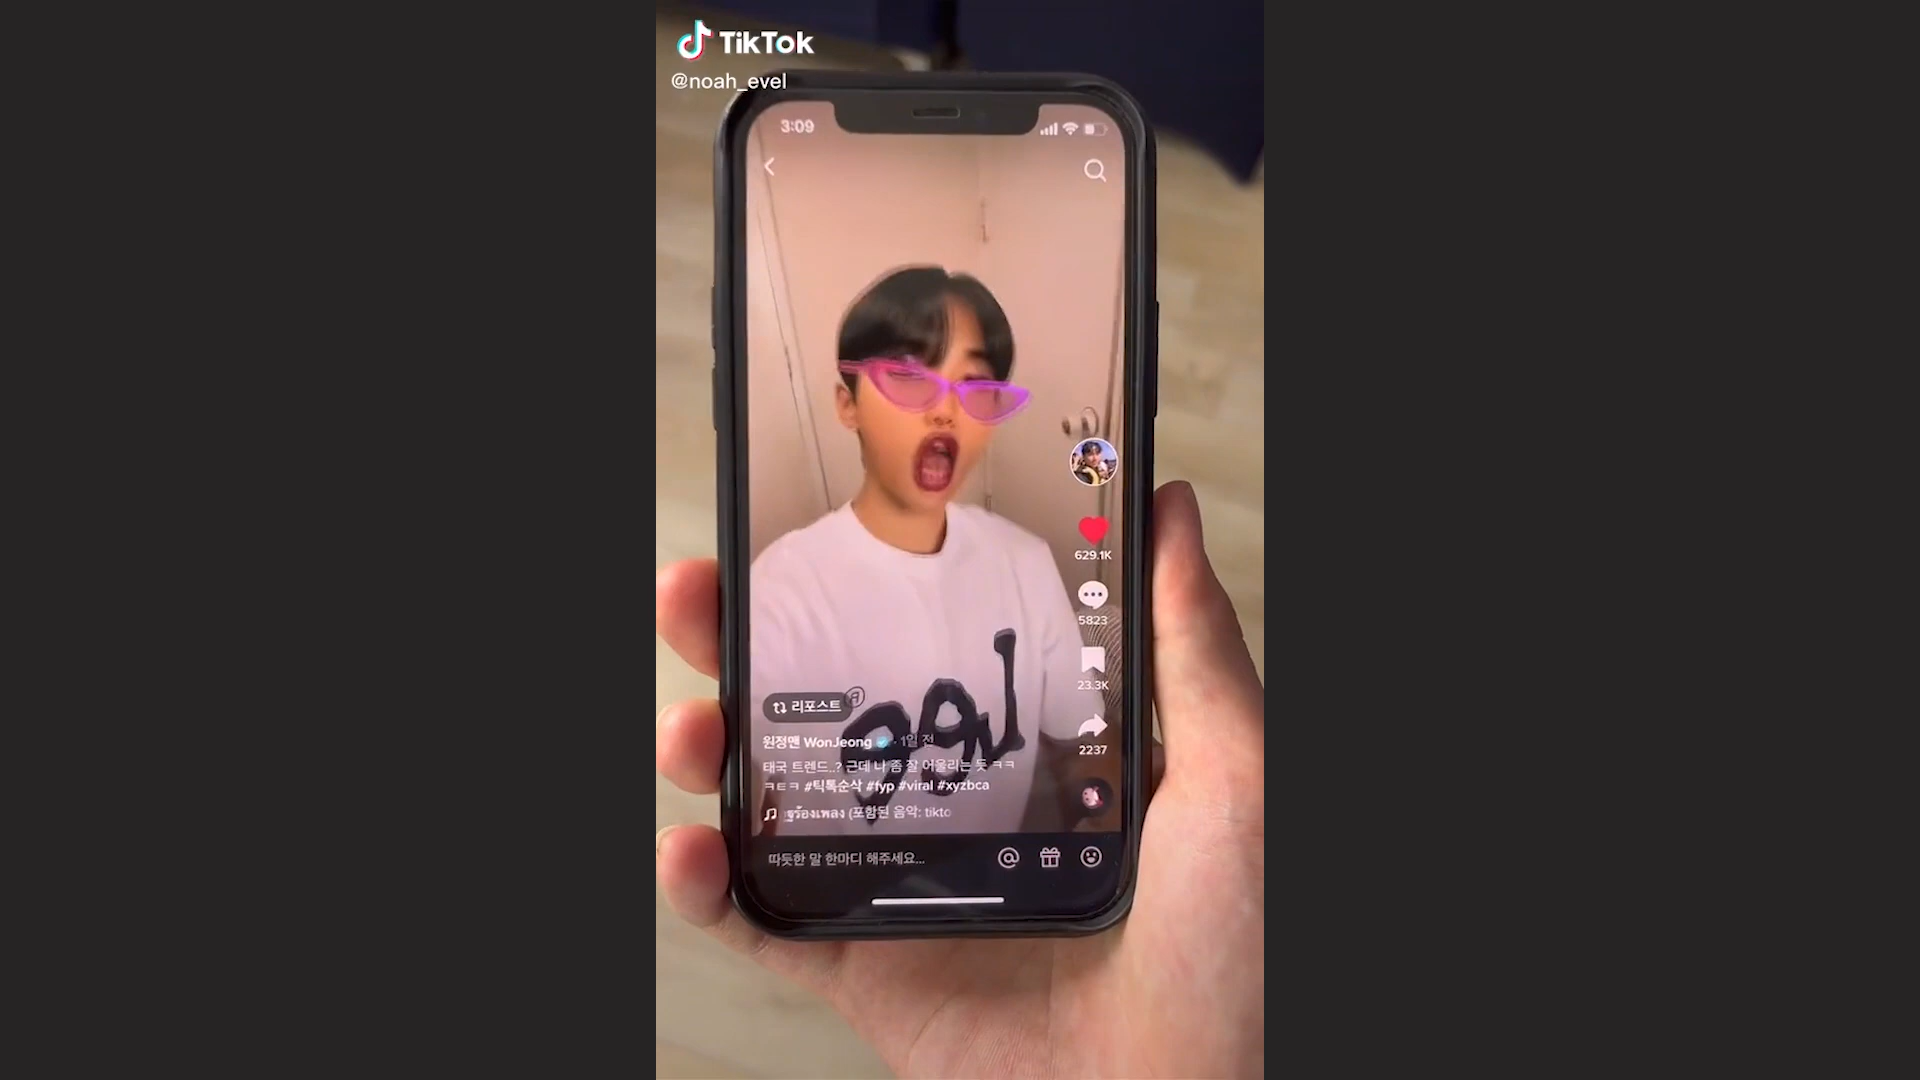 TikTok
@noah_evel
3:09
629.1K
5823
23.3K
2237
리포스트
원정맨 WonJeong · 1일 전
태국 트렌드..? 근데 나 좀 잘 어울리는 듯 ㅋㅋ
ㅋㅌㅋ #틱톡순삭 #fyp #viral #xyzbca
(포함된 음악: tikto
따듯한 말 한마디 해주세요...